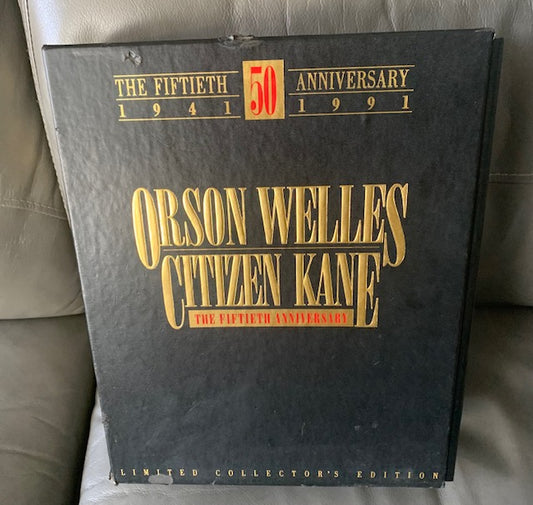 THE FIFTIETH 50 ANNIVERSARY
1941 1991
ORSON WELLES
CITIZEN KANE
THE FIFTIETH ANNIVERSARY
LIMITED COLLECTOR'S EDITION